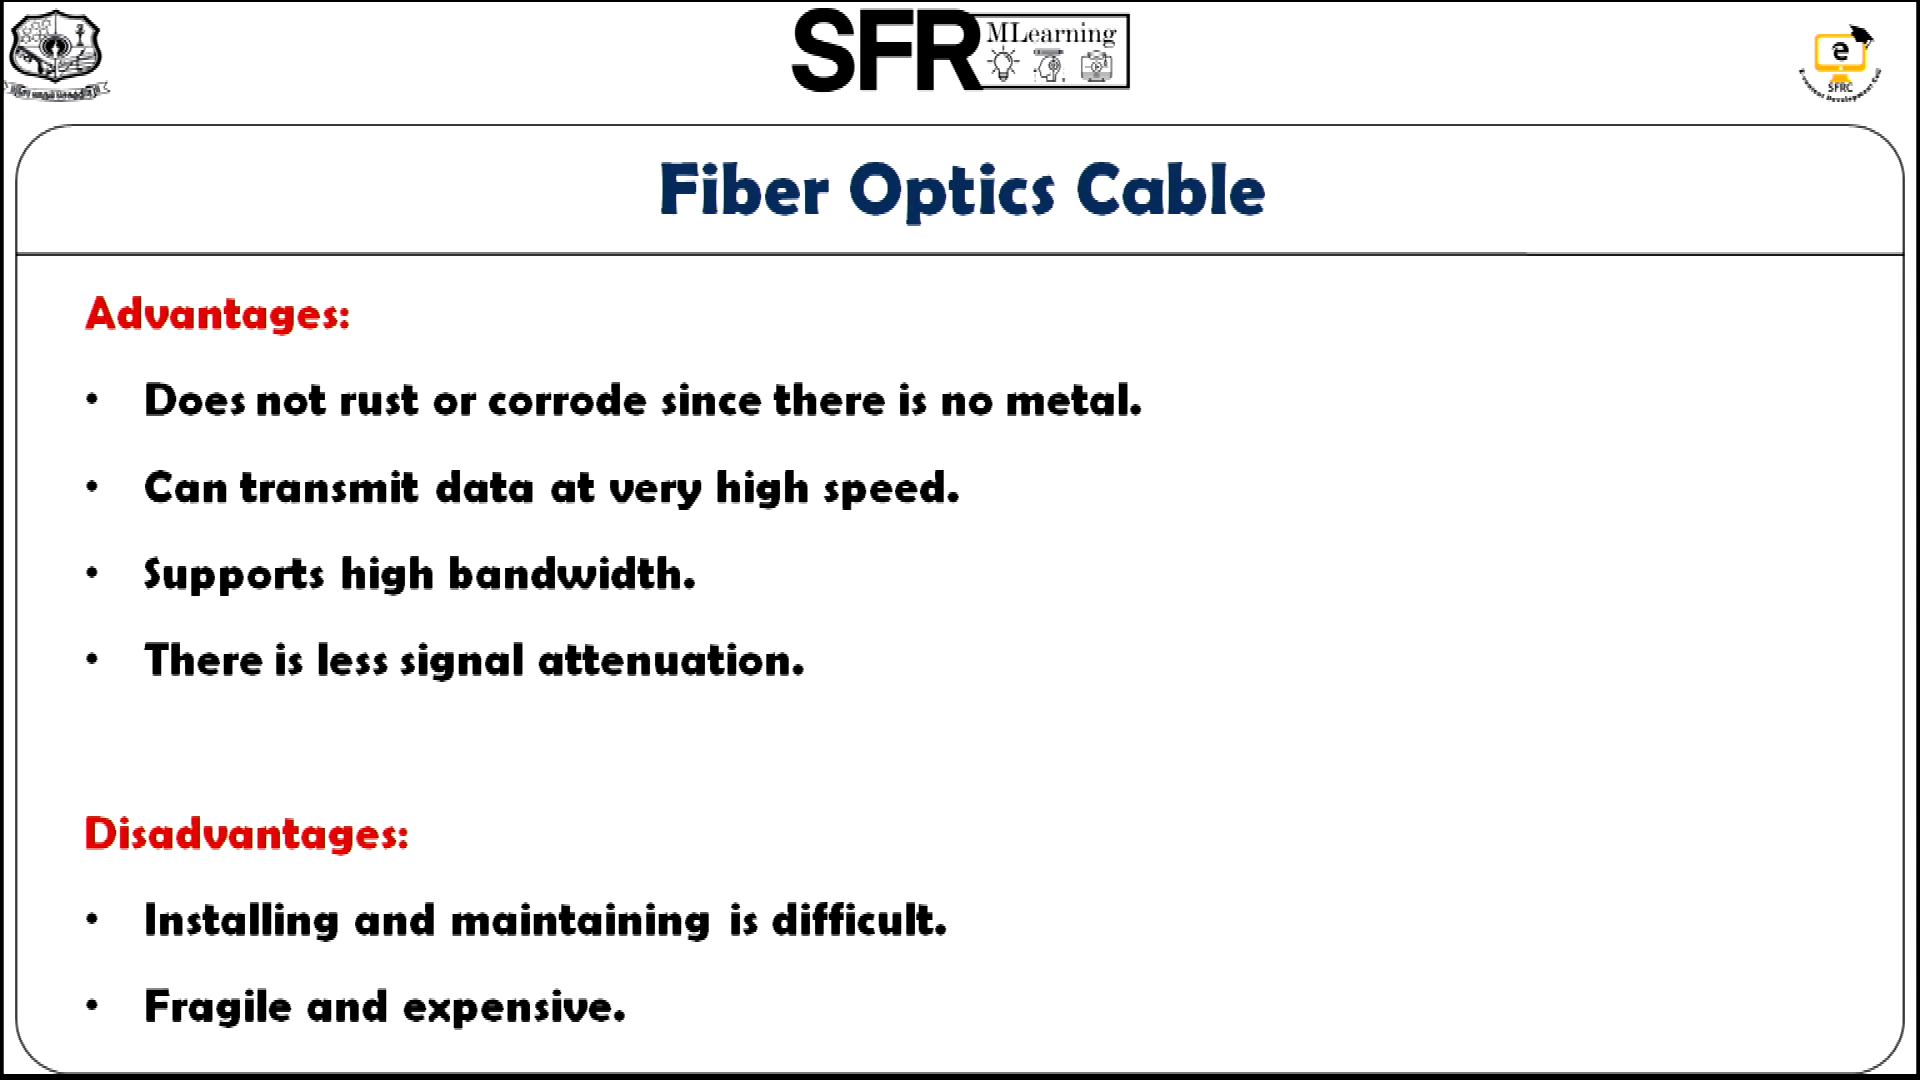 SFR MLearning
e
SFRC
Fiber Optics Cable
Advantages:
• Does not rust or corrode since there is no metal.
• Can transmit data at very high speed.
• Supports high bandwidth.
• There is less signal attenuation.
Disadvantages:
• Installing and maintaining is difficult.
• Fragile and expensive.